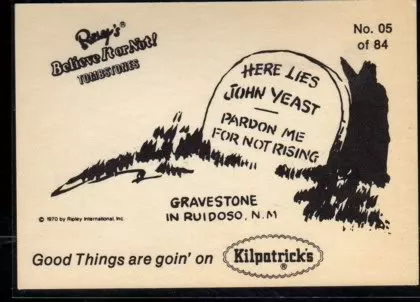 Ripley's®
Believe It or Not!
TOMBSTONES
No. 05
of 84
HERE LIES
JOHN YEAST
PARDON ME
FOR NOT RISING
GRAVESTONE
IN RUIDOSO, N.M
© 1970 by Ripley International, Inc.
Good Things are goin' on
Kilpatrick's
®